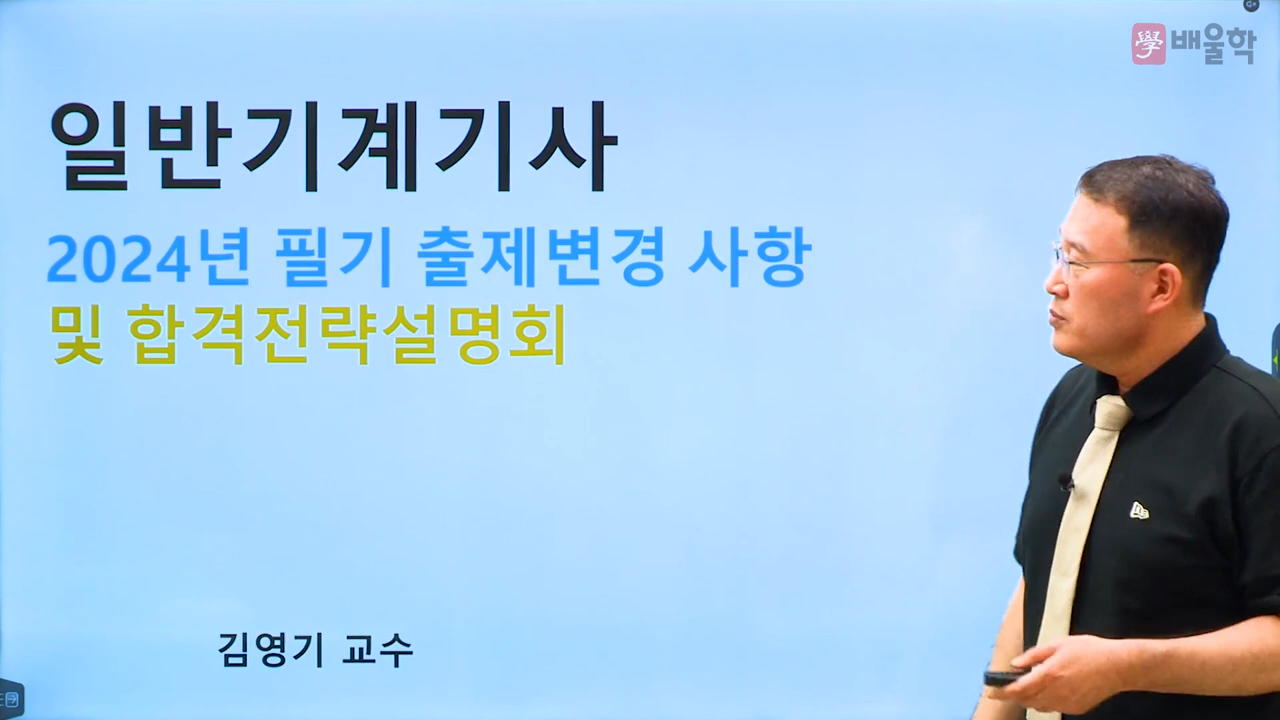 學 배울학
일반기계기사
2024년 필기 출제변경 사항
및 합격전략설명회
김영기 교수